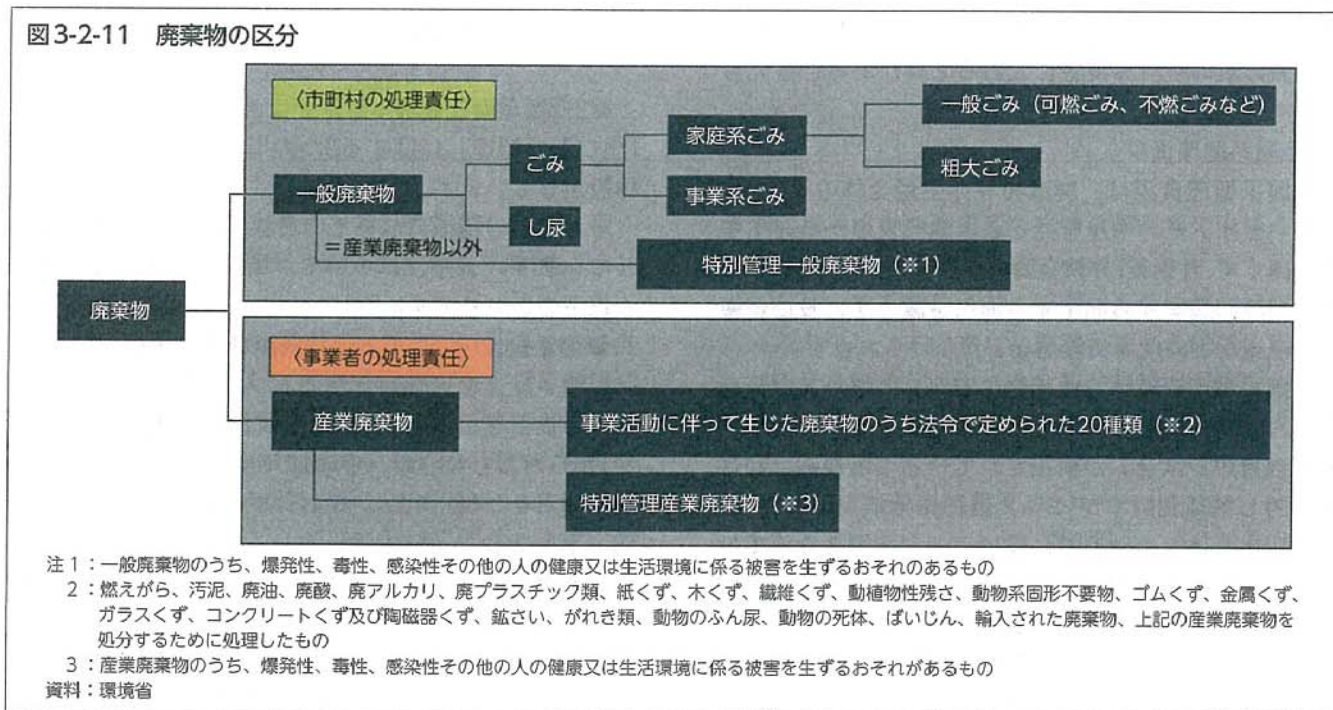 図3-2-11 廃棄物の区分
〈市町村の処理責任〉
一般ごみ（可燃ごみ、不燃ごみなど）
家庭系ごみ
ごみ
粗大ごみ
一般廃棄物
事業系ごみ
し尿
＝産業廃棄物以外
特別管理一般廃棄物（※1）
廃棄物
〈事業者の処理責任〉
産業廃棄物
事業活動に伴って生じた廃棄物のうち法令で定められた20種類（※2）
特別管理産業廃棄物（※3）
注1：一般廃棄物のうち、爆発性、毒性、感染性その他の人の健康又は生活環境に係る被害を生ずるおそれのあるもの
2：燃えがら、汚泥、廃油、廃酸、廃アルカリ、廃プラスチック類、紙くず、木くず、繊維くず、動植物性残さ、動物系固形不要物、ゴムくず、金属くず、
ガラスくず、コンクリートくず及び陶磁器くず、鉱さい、がれき類、動物のふん尿、動物の死体、ばいじん、輸入された廃棄物、上記の産業廃棄物を
処分するために処理したもの
3：産業廃棄物のうち、爆発性、毒性、感染性その他の人の健康又は生活環境に係る被害を生ずるおそれがあるもの
資料：環境省